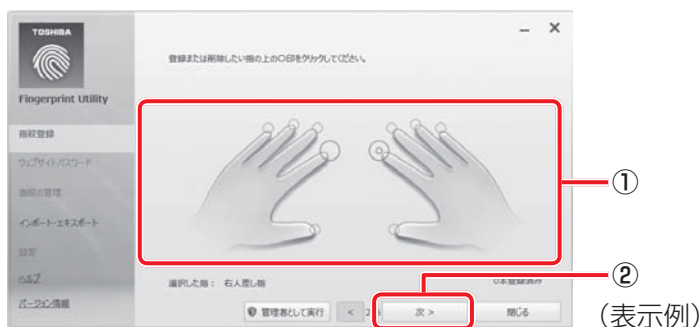 TOSHIBA
登録または削除したい指の上の○印をクリックしてください。
Fingerprint Utility
指紋登録
ウェブサイトパスワード
指紋の管理
インポート・エクスポート
設定
ヘルプ
バージョン情報
選択した指： 右人差し指
0本登録済み
管理者として実行
<
次 >
閉じる
①
②
（表示例）